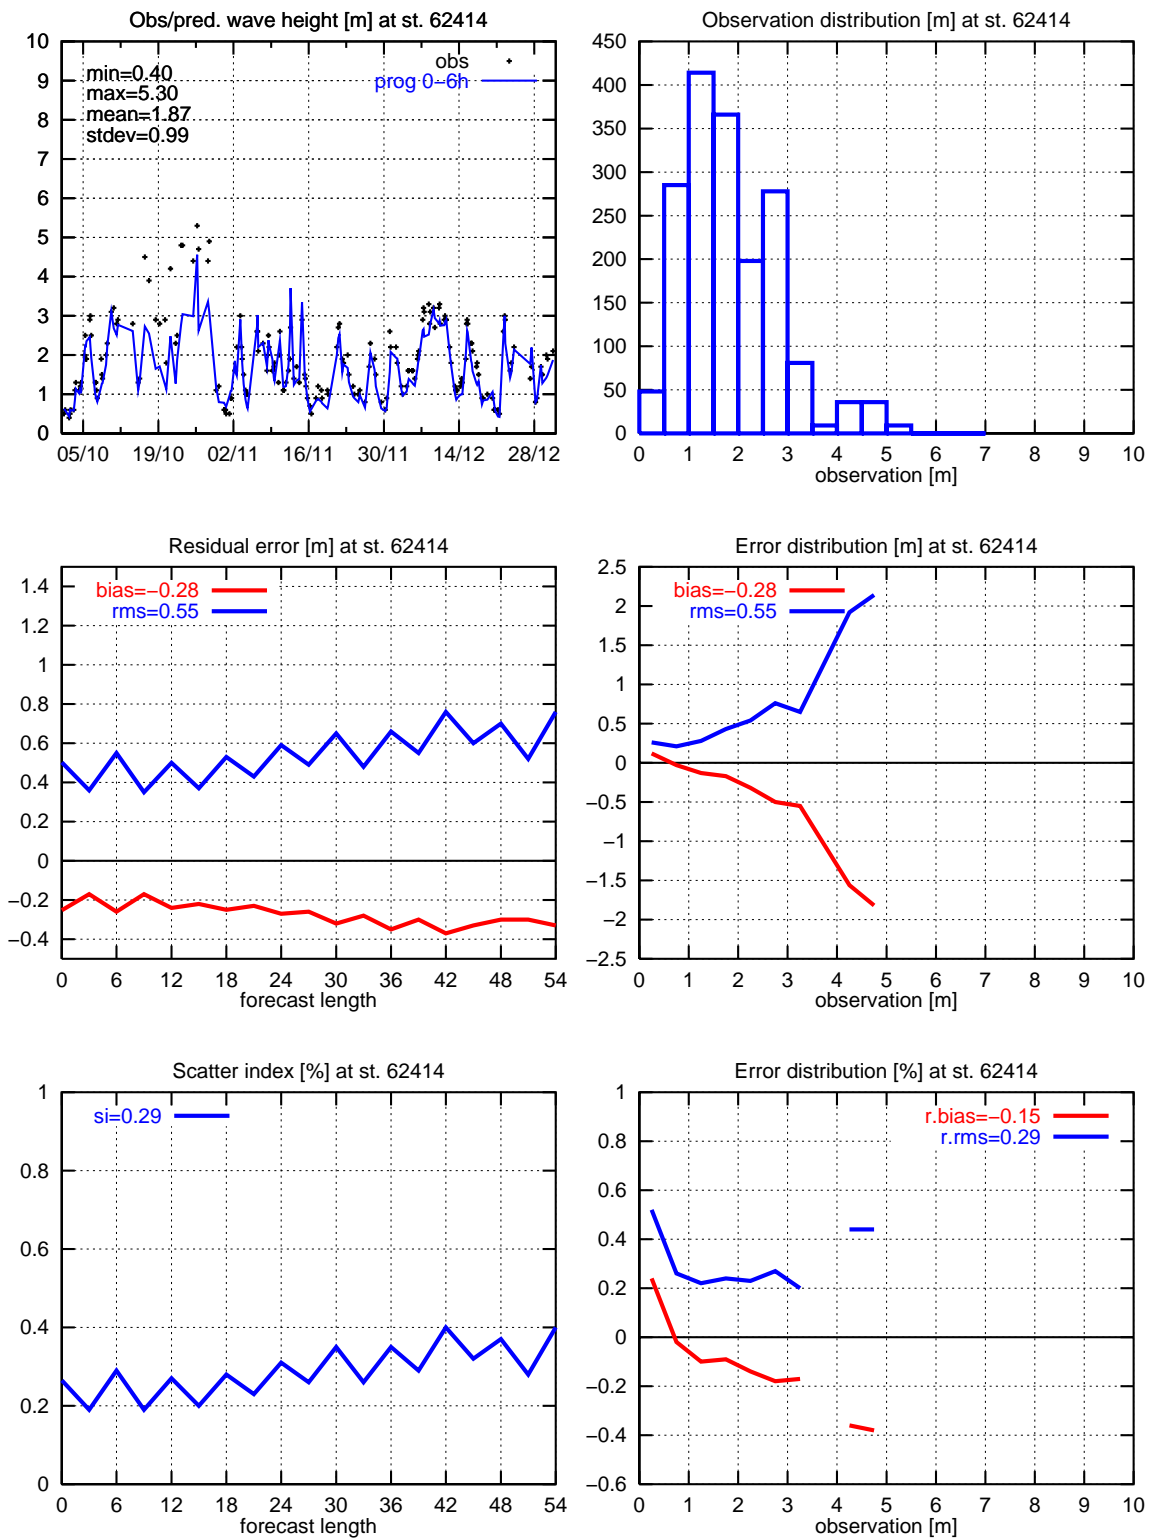 Obs/pred. wave height [m] at st. 62414
10
9
8
7
6
5
4
3
2
1
0
min=0.40
max=5.30
mean=1.87
stdev=0.99
obs
prog 0−6h
05/10 19/10 02/11 16/11 30/11 14/12 28/12
Observation distribution [m] at st. 62414
450
400
350
300
250
200
150
100
50
0
0 1 2 3 4 5 6 7 8 9 10
observation [m]
Residual error [m] at st. 62414
1.4
1.2
1
0.8
0.6
0.4
0.2
0
−0.2
−0.4
bias=−0.28
rms=0.55
0 6 12 18 24 30 36 42 48 54
forecast length
Error distribution [m] at st. 62414
2.5
2
1.5
1
0.5
0
−0.5
−1
−1.5
−2
−2.5
bias=−0.28
rms=0.55
0 1 2 3 4 5 6 7 8 9 10
observation [m]
Scatter index [%] at st. 62414
1
0.8
0.6
0.4
0.2
0
si=0.29
0 6 12 18 24 30 36 42 48 54
forecast length
Error distribution [%] at st. 62414
1
0.8
0.6
0.4
0.2
0
−0.2
−0.4
−0.6
r.bias=−0.15
r.rms=0.29
0 1 2 3 4 5 6 7 8 9 10
observation [m]